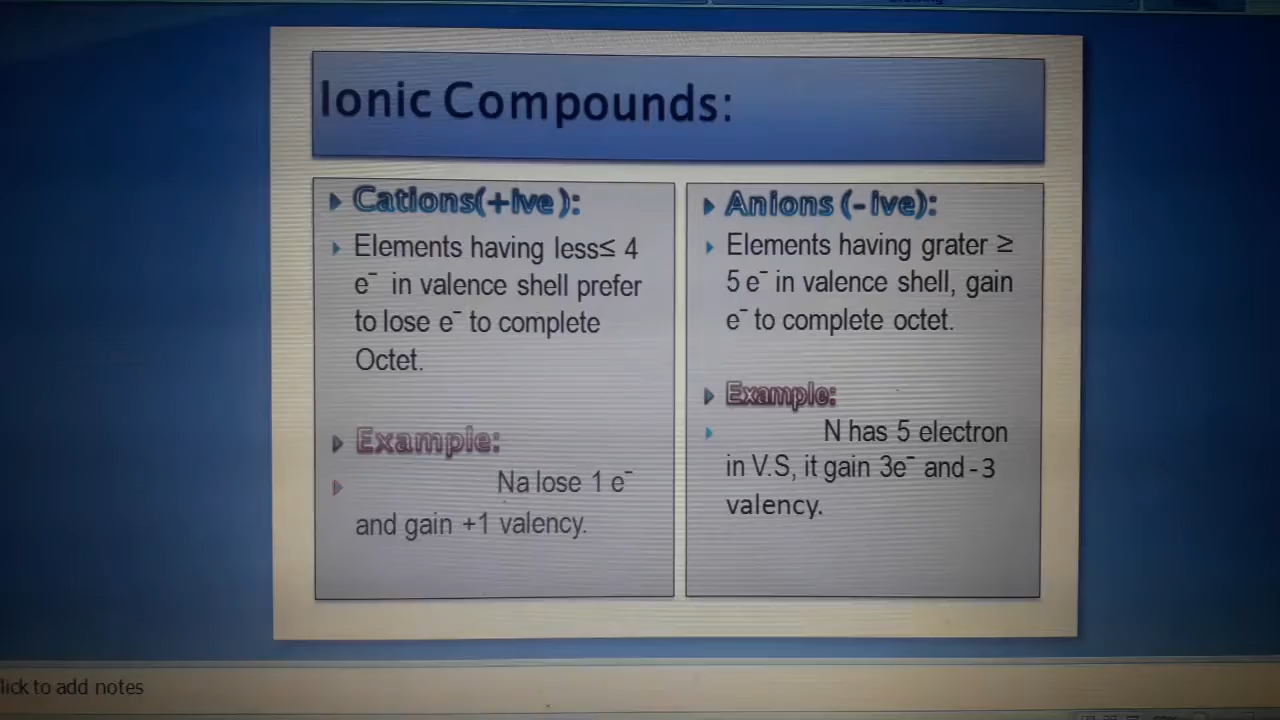 Ionic Compounds:
Cations(+ive):
Elements having less≤ 4
e⁻ in valence shell prefer
to lose e⁻ to complete
Octet.
Example:
Na lose 1 e⁻
and gain +1 valency.
Anions (- ive):
Elements having grater ≥
5 e⁻ in valence shell, gain
e⁻ to complete octet.
Example:
N has 5 electron
in V.S, it gain 3e⁻ and -3
valency.
lick to add notes